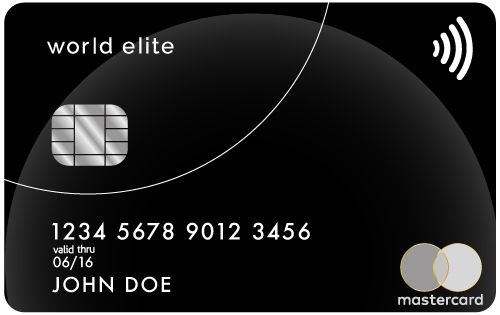 world elite
1234 5678 9012 3456
valid thru
06/16
JOHN DOE
mastercard